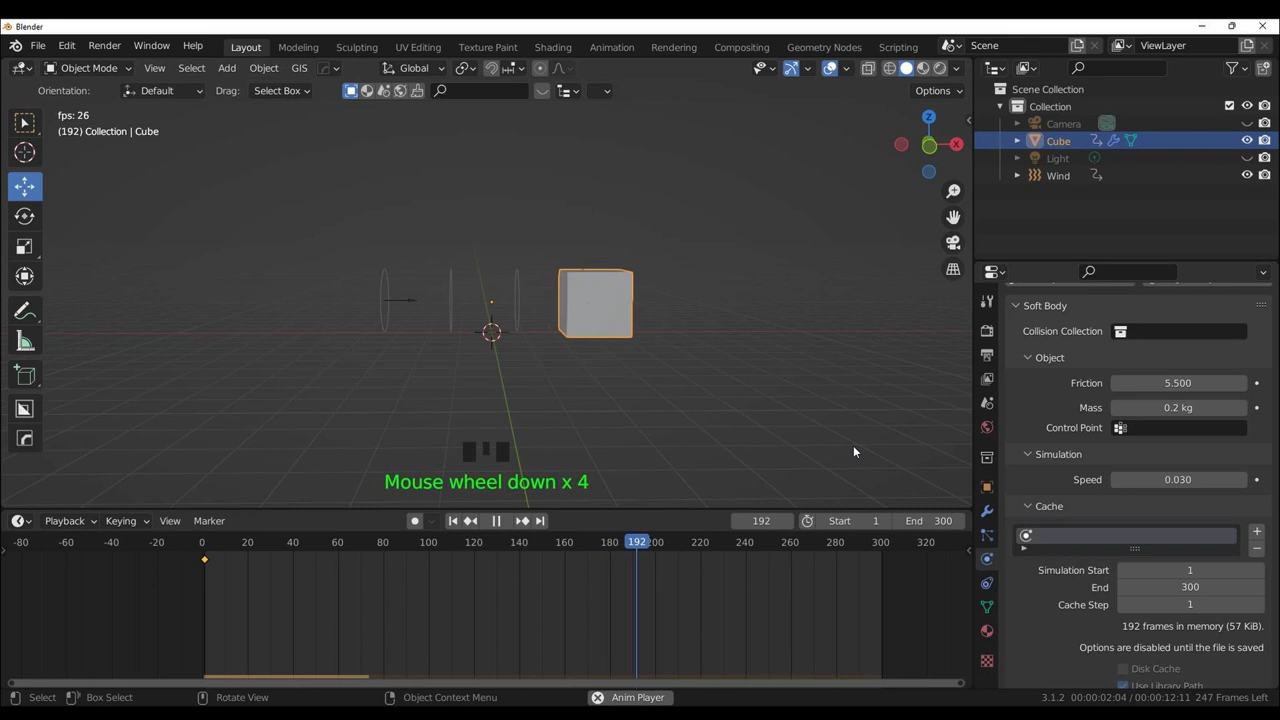 Blender
File Edit Render Window Help Layout Modeling Sculpting UV Editing Texture Paint Shading Animation Rendering Compositing Geometry Nodes Scripting Scene ViewLayer
Object Mode View Select Add Object GIS Global
Orientation: Default Drag: Select Box Options
fps: 26
(192) Collection | Cube
Z
X
Mouse wheel down x 4
Scene Collection
Collection
Camera
Cube
Light
Wind
Soft Body
Collision Collection
Object
Friction 5.500
Mass 0.2 kg
Control Point
Simulation
Speed 0.030
Cache
Simulation Start 1
End 300
Cache Step 1
192 frames in memory (57 KiB).
Options are disabled until the file is saved
Disk Cache
Use Library Path
Playback Keying View Marker 192 Start 1 End 300
-80 -60 -40 -20 0 20 40 60 80 100 120 140 160 180 192 200 220 240 260 280 300 320
Select Box Select Rotate View Object Context Menu Anim Player 3.1.2 00:00:02:04 / 00:00:12:11 247 Frames Left